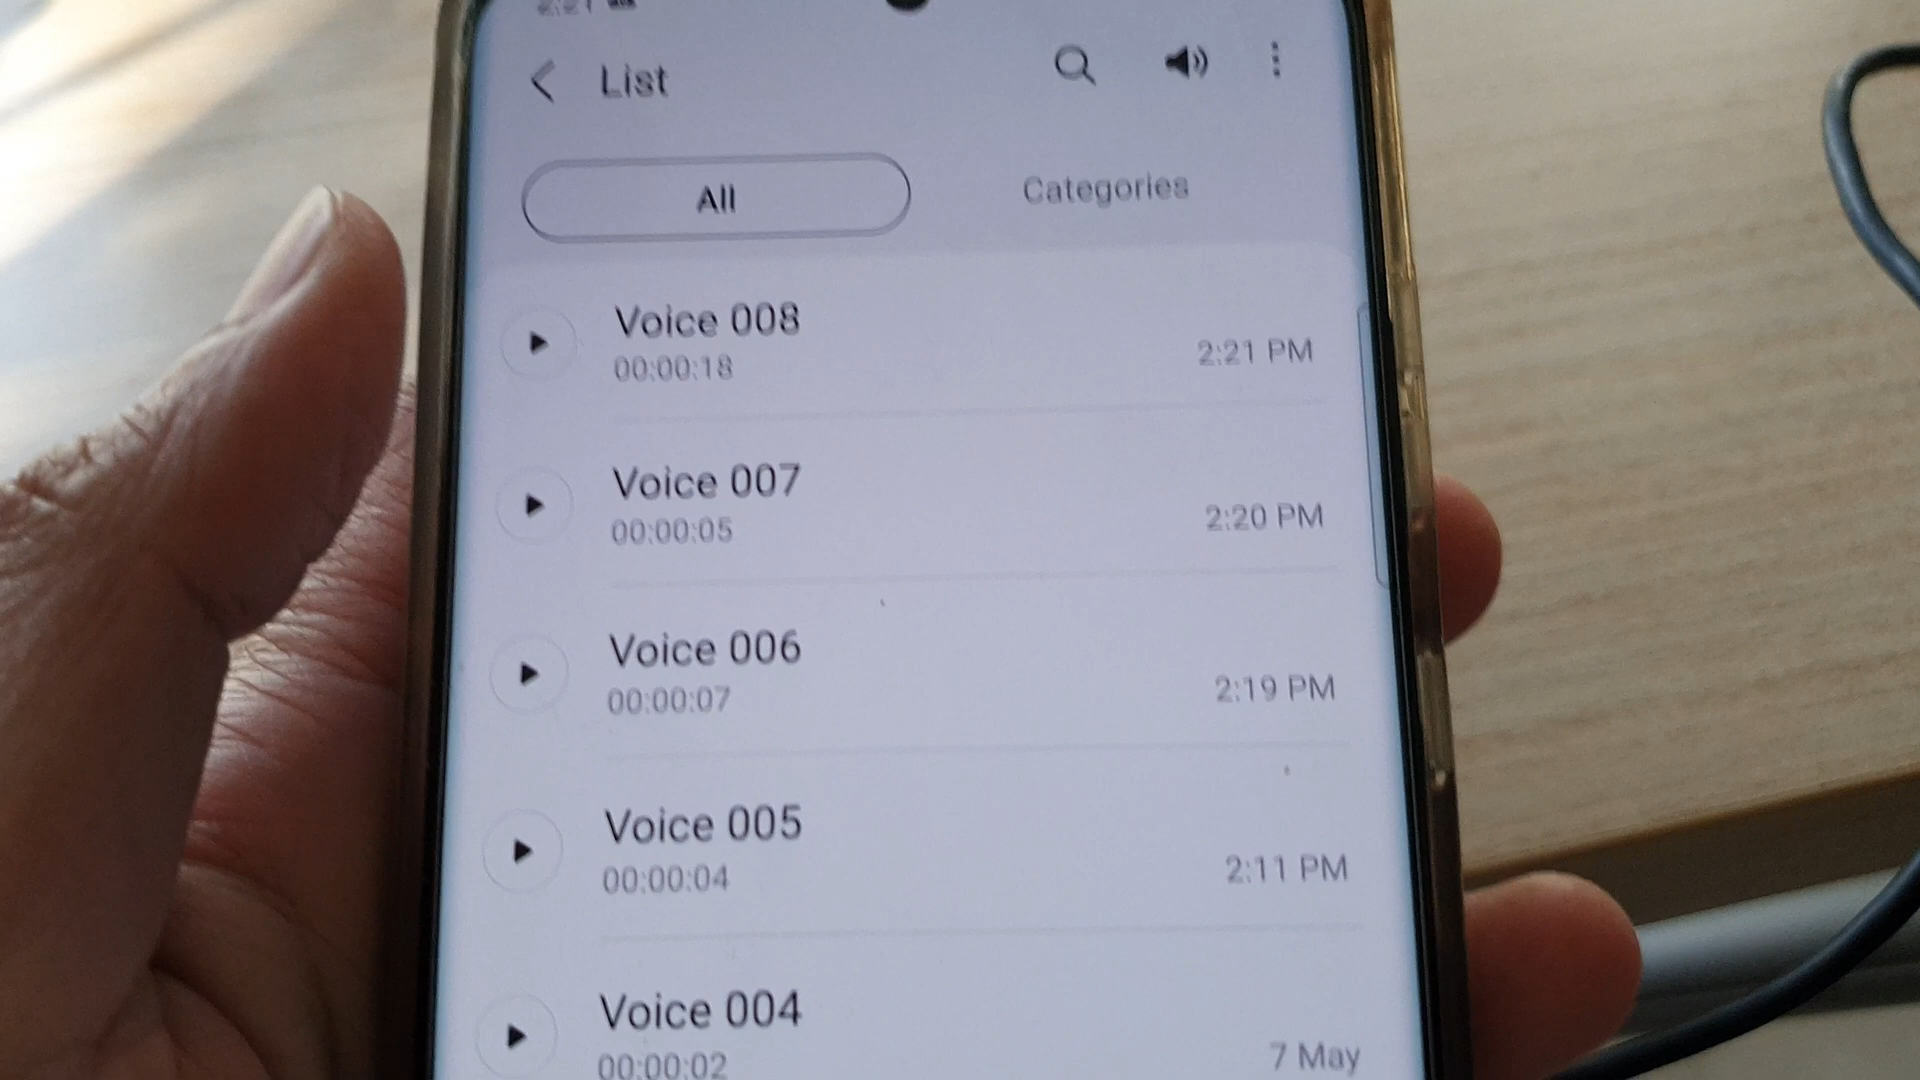 List
All
Categories
Voice 008
00:00:18
2:21 PM
Voice 007
00:00:05
2:20 PM
Voice 006
00:00:07
2:19 PM
Voice 005
00:00:04
2:11 PM
Voice 004
00:00:02
7 May